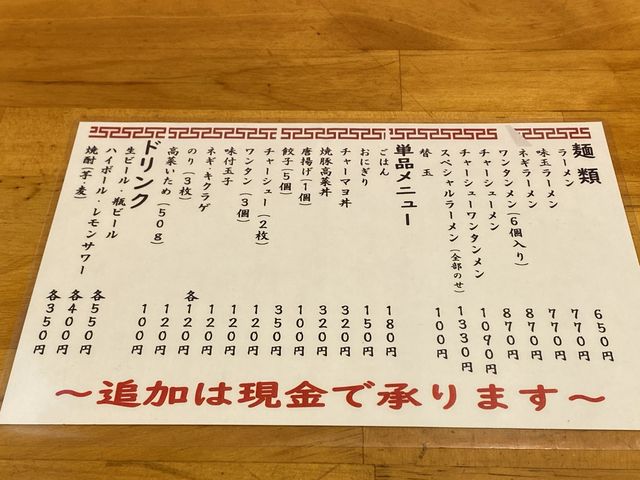 麺類
ラーメン 650円
味玉ラーメン 770円
ネギラーメン 770円
ワンタンメン(6個入り) 870円
チャーシューメン 870円
チャーシューワンタンメン 1090円
スペシャルラーメン(全部のせ) 1330円
替玉 100円
単品メニュー
ごはん 180円
おにぎり 150円
チャーマヨ丼 320円
焼豚高菜丼 320円
唐揚げ(1個) 100円
餃子(5個) 350円
チャーシュー(2枚) 120円
ワンタン(3個) 120円
味付玉子 120円
ネギ・キクラゲ 各120円
のり(3枚) 120円
高菜いため(50g) 100円
ドリンク
生ビール・瓶ビール 各550円
ハイボール・レモンサワー 各400円
焼酎(芋・麦) 各350円
〜追加は現金で承ります〜